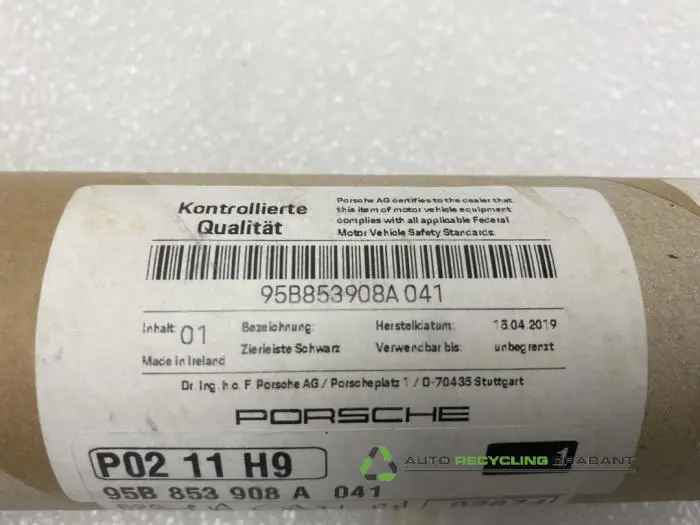 Kontrollierte
Qualität
Porsche AG certifies to the dealer that
this item of motor vehicle equipment
complies with all applicable Federal
Motor Vehicle Safety Standards.
95B853908A 041
Inhalt: 01
Bezeichnung:
Herstelldatum:
15.04.2019
Made in Ireland
Zierleiste Schwarz
Verwendbar bis:
unbegrenzt
Dr. Ing. h.c. F. Porsche AG / Porscheplatz 1 / D-70435 Stuttgart
PORSCHE
P02 11 H9
1
AUTO RECYCLING BRABANT
95B 853 908 A 041